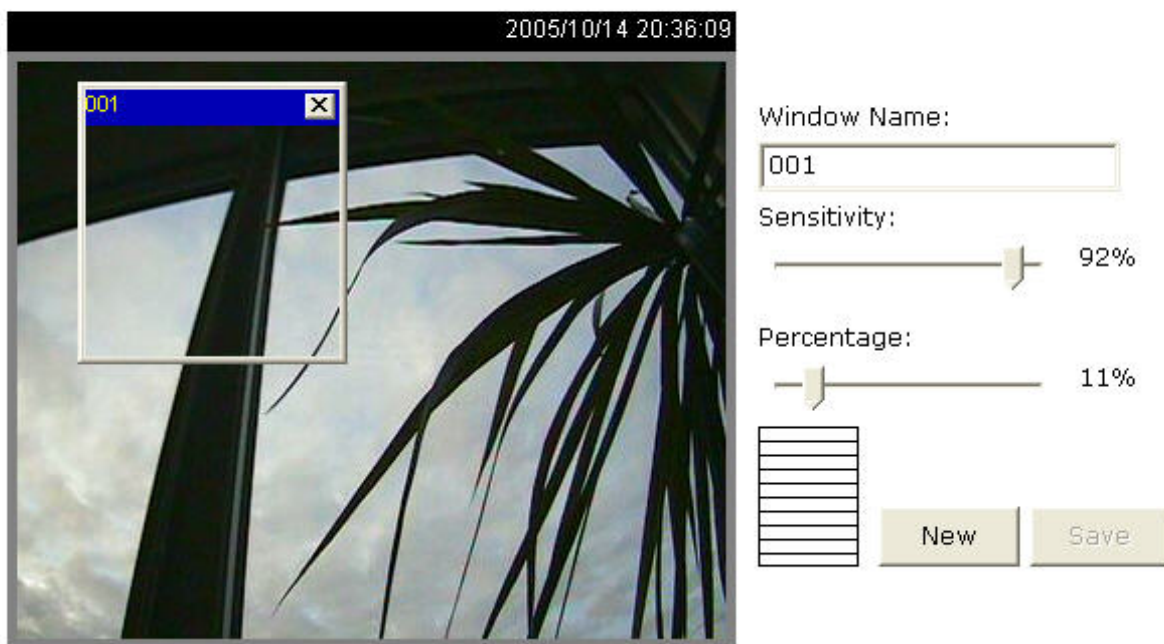 2005/10/14 20:36:09
001
Window Name:
001
Sensitivity:
92%
Percentage:
11%
New
Save